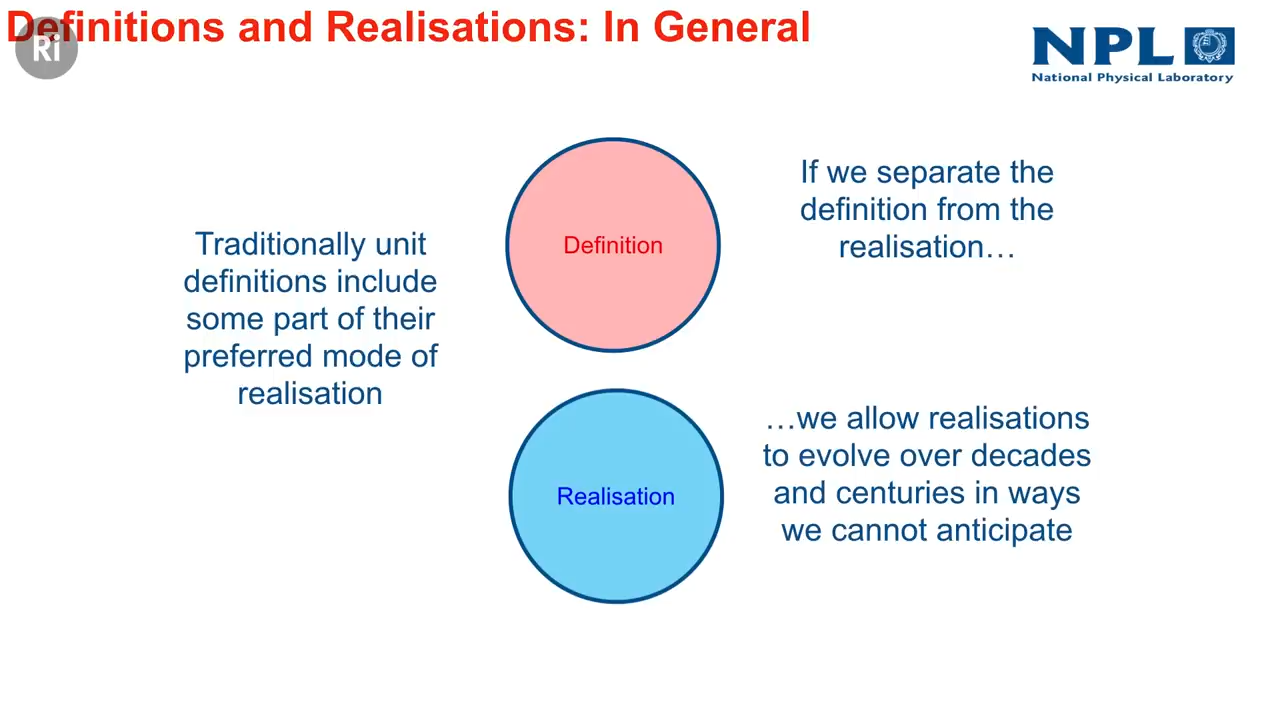 Definitions and Realisations: In General
Ri
NPL
National Physical Laboratory
Traditionally unit
definitions include
some part of their
preferred mode of
realisation
Definition
If we separate the
definition from the
realisation…
Realisation
…we allow realisations
to evolve over decades
and centuries in ways
we cannot anticipate